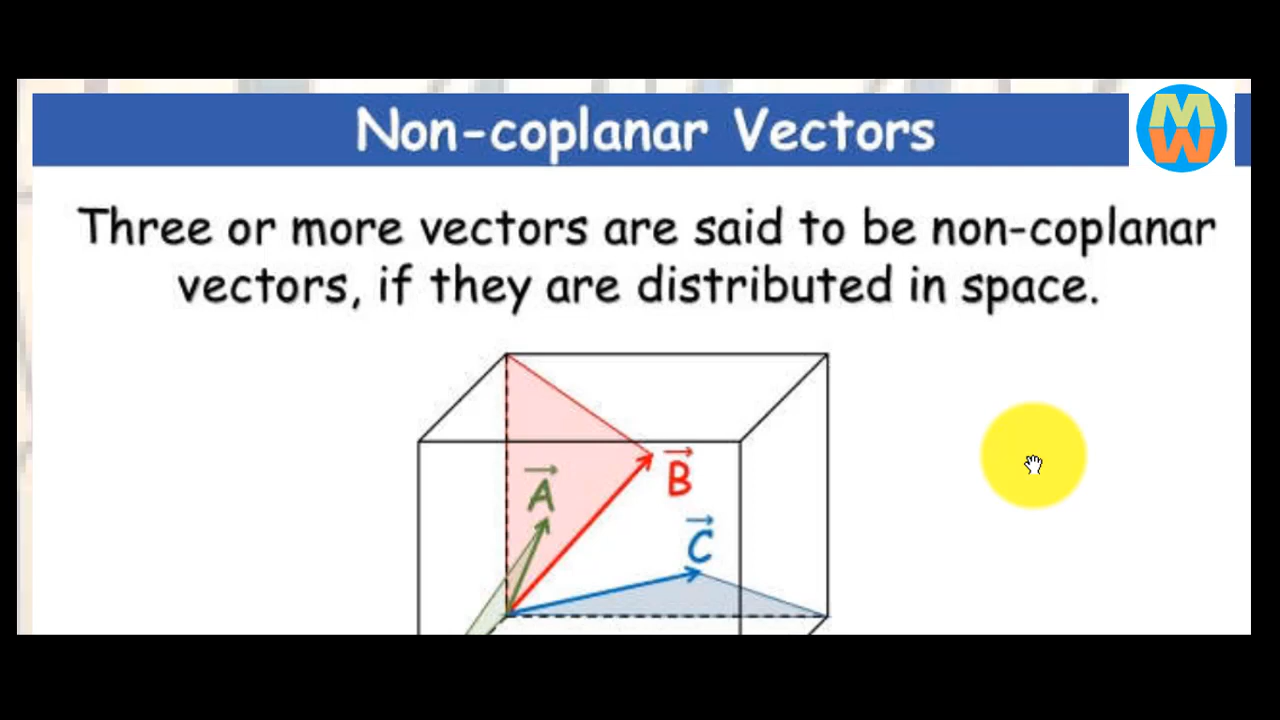 Non-coplanar Vectors
MW
Three or more vectors are said to be non-coplanar
vectors, if they are distributed in space.
A
B
C